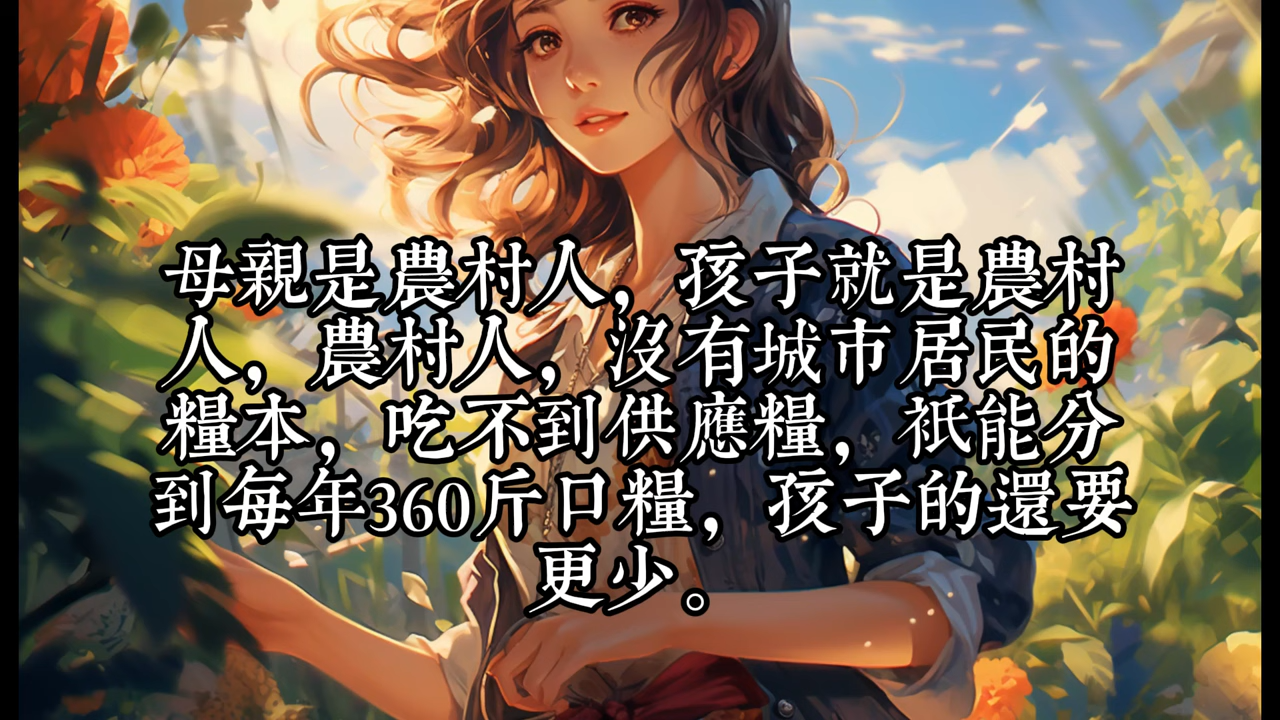 母親是農村人，孩子就是農村
人，農村人，沒有城市居民的
糧本，吃不到供應糧，祇能分
到每年360斤口糧，孩子的還要
更少。